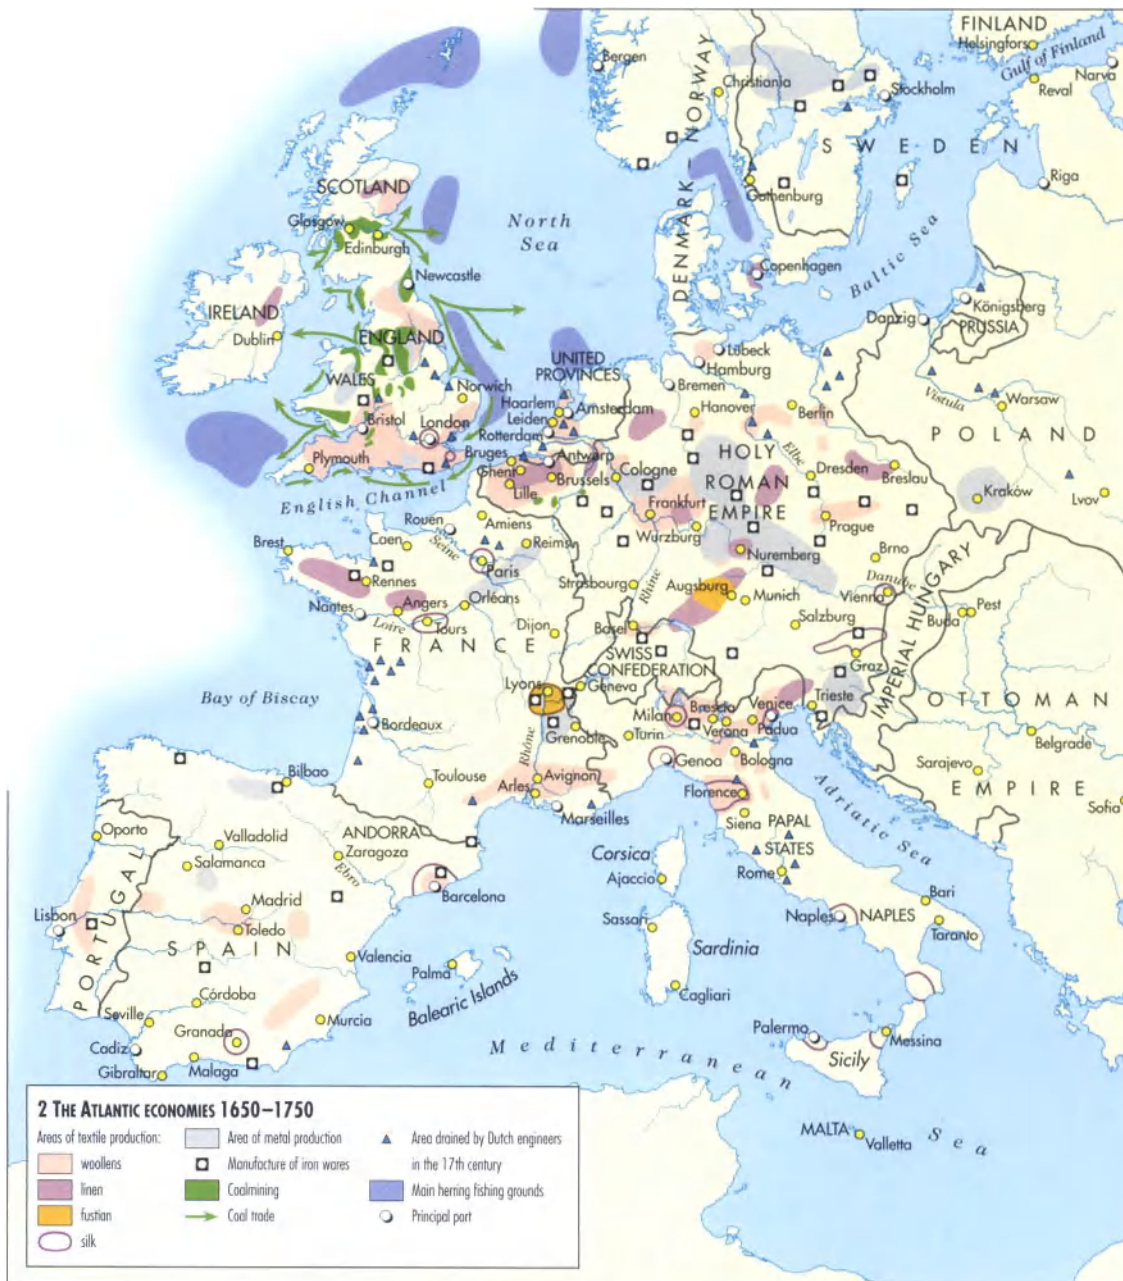 FINLAND
Helsingfors
Gulf of Finland
Narva
Bergen
Christiania
Stockholm
Reval
DENMARK – NORWAY
SWEDEN
SCOTLAND
Gothenburg
Riga
North
Sea
Glasgow
Edinburgh
Baltic Sea
Copenhagen
Newcastle
IRELAND
Königsberg
Danzig
PRUSSIA
Dublin
ENGLAND
UNITED
PROVINCES
Lübeck
Hamburg
WALES
Norwich
Bremen
Vistula
Warsaw
Haarlem
Amsterdam
Hanover
Berlin
Bristol
London
Leiden
Rotterdam
POLAND
Plymouth
Bruges
Antwerp
Cologne
HOLY
ROMAN
EMPIRE
Elbe
Dresden
Breslau
Ghent
Brussels
Lille
English Channel
Frankfurt
Kraków
Lvov
Rouen
Amiens
Wurzburg
Prague
Brest
Caen
Seine
Reims
Nuremberg
Brno
Paris
Strasbourg
Rhine
Augsburg
Munich
Danube
Vienna
IMPERIAL HUNGARY
Rennes
Orléans
Pest
Buda
Nantes
Angers
Loire
Tours
Dijon
Basel
Salzburg
FRANCE
SWISS
CONFEDERATION
Graz
OTTOMAN
EMPIRE
Bay of Biscay
Lyons
Geneva
Brescia
Venice
Trieste
Bordeaux
Milan
Verona
Padua
Grenoble
Turin
Belgrade
Rhône
Genoa
Bologna
Sarajevo
Bilbao
Toulouse
Avignon
Arles
Florence
Adriatic Sea
Sofia
Oporto
Valladolid
ANDORRA
Marseilles
Siena
PAPAL
STATES
Salamanca
Zaragoza
Corsica
Ebro
Ajaccio
Rome
PORTUGAL
Madrid
Barcelona
Bari
Lisbon
Toledo
Sassari
Naples
NAPLES
Taranto
SPAIN
Valencia
Palma
Sardinia
Balearic Islands
Córdoba
Cagliari
Seville
Murcia
Granada
Palermo
Messina
Cadiz
Mediterranean
Sea
Sicily
Gibraltar
Malaga
MALTA
Valletta
2 THE ATLANTIC ECONOMIES 1650–1750
Areas of textile production:
woollens
linen
fustian
silk
Area of metal production
Manufacture of iron wares
Coalmining
Coal trade
Area drained by Dutch engineers
in the 17th century
Main herring fishing grounds
Principal port